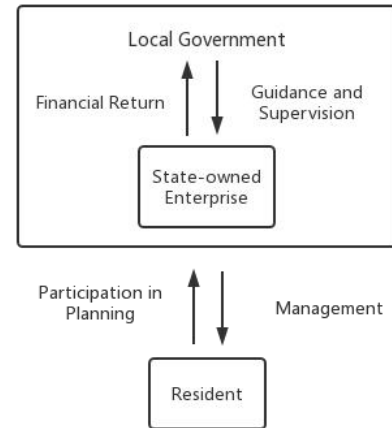 Local Government
Financial Return
Guidance and
Supervision
State-owned
Enterprise
Participation in
Planning
Management
Resident